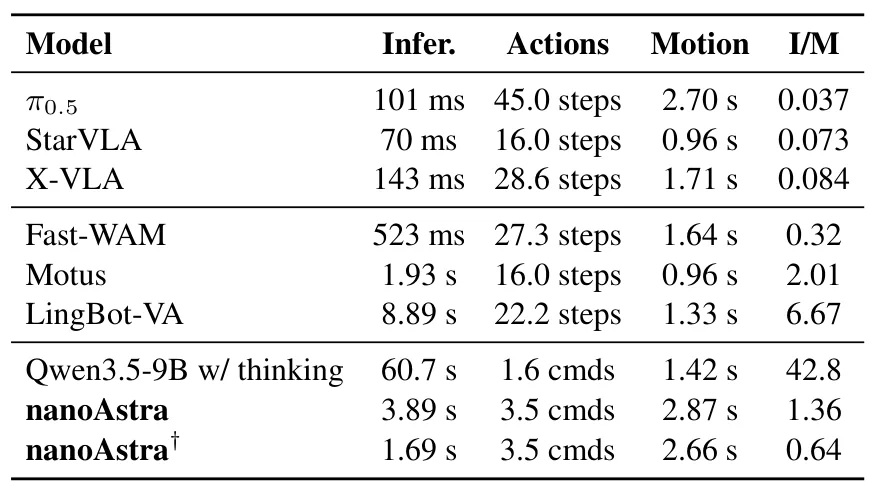 Model Infer. Actions Motion I/M
π0.5 101 ms 45.0 steps 2.70 s 0.037
StarVLA 70 ms 16.0 steps 0.96 s 0.073
X-VLA 143 ms 28.6 steps 1.71 s 0.084
Fast-WAM 523 ms 27.3 steps 1.64 s 0.32
Motus 1.93 s 16.0 steps 0.96 s 2.01
LingBot-VA 8.89 s 22.2 steps 1.33 s 6.67
Qwen3.5-9B w/ thinking 60.7 s 1.6 cmds 1.42 s 42.8
nanoAstra 3.89 s 3.5 cmds 2.87 s 1.36
nanoAstra† 1.69 s 3.5 cmds 2.66 s 0.64